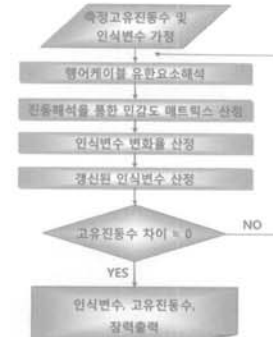 측정고유진동수 및
인식변수 가정
행어케이블 유한요소해석
진동해석을 통한 민감도 매트릭스 산정
인식변수 변화율 산정
갱신된 인식변수 산정
고유진동수 차이 ≈ 0
NO
YES
인식변수, 고유진동수,
장력출력